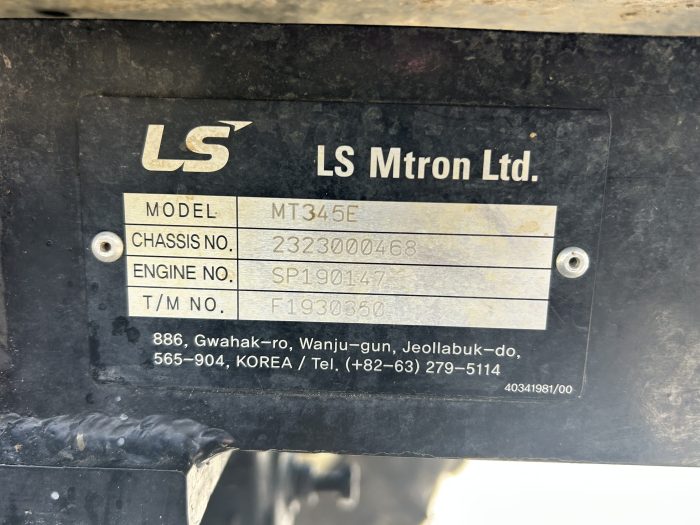 LS LS Mtron Ltd.
MODEL MT345E
CHASSIS NO. 2323000468
ENGINE NO. SP190147
T/M NO. F1930850
886, Gwahak-ro, Wanju-gun, Jeollabuk-do,
565-904, KOREA / Tel. (+82-63) 279-5114
40341981/00